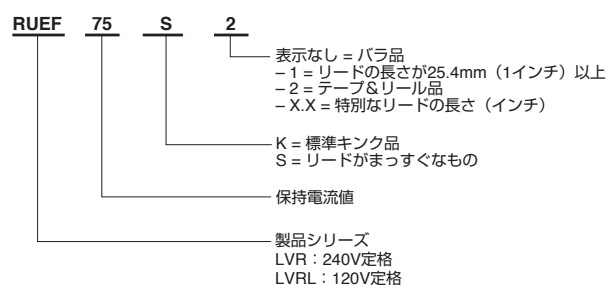 RUEF 75 S 2
表示なし = バラ品
– 1 = リードの長さが25.4mm（1インチ）以上
– 2 = テープ＆リール品
– X.X = 特別なリードの長さ（インチ）
K = 標準キンク品
S = リードがまっすぐなもの
保持電流値
製品シリーズ
LVR：240V定格
LVRL：120V定格